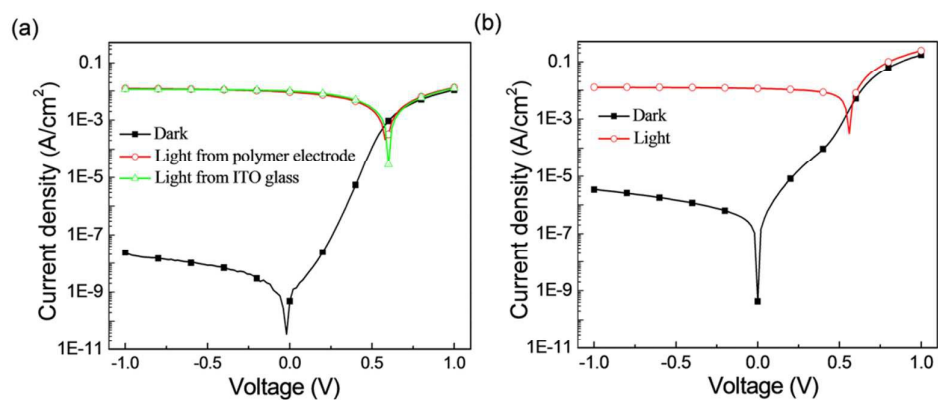 (a)
Current density (A/cm²)
0.1
1E-3
1E-5
1E-7
1E-9
1E-11
Dark
Light from polymer electrode
Light from ITO glass
-1.0 -0.5 0.0 0.5 1.0
Voltage (V)
(b)
Current density (A/cm²)
0.1
1E-3
1E-5
1E-7
1E-9
1E-11
Dark
Light
-1.0 -0.5 0.0 0.5 1.0
Voltage (V)